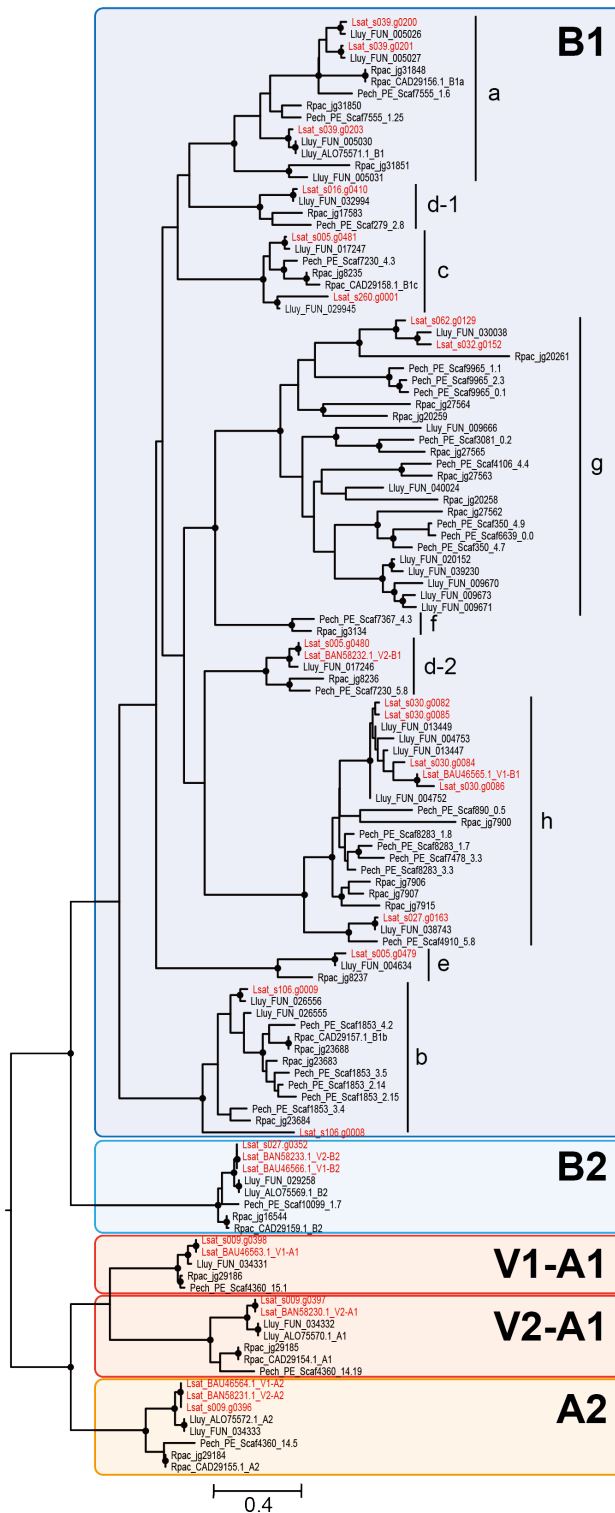 B1
Lsat_s039.g0200
Lluy_FUN_005026
Lsat_s039.g0201
Lluy_FUN_005027
Rpac_jg31848
Rpac_CAD29156.1_B1a
Pech_PE_Scaf7555_1.6
a
Rpac_jg31850
Pech_PE_Scaf7555_1.25
Lsat_s039.g0203
Lluy_FUN_005030
Lluy_ALO75571.1_B1
Rpac_jg31851
Lluy_FUN_005031
Lsat_s016.g0410
Lluy_FUN_032994
d-1
Rpac_jg17583
Pech_PE_Scaf279_2.8
Lsat_s005.g0481
Lluy_FUN_017247
Pech_PE_Scaf7230_4.3
c
Rpac_jg8235
Rpac_CAD29158.1_B1c
Lsat_s260.g0001
Lluy_FUN_029945
Lsat_s062.g0129
Lluy_FUN_030038
Lsat_s032.g0152
Rpac_jg20261
Pech_PE_Scaf9965_1.1
Pech_PE_Scaf9965_2.3
Pech_PE_Scaf9965_0.1
Rpac_jg27564
Rpac_jg20259
Lluy_FUN_009666
Pech_PE_Scaf3081_0.2
Rpac_jg27565
Pech_PE_Scaf4106_4.4
g
Rpac_jg27563
Lluy_FUN_040024
Rpac_jg20258
Rpac_jg27562
Pech_PE_Scaf350_4.9
Pech_PE_Scaf6639_0.0
Pech_PE_Scaf350_4.7
Lluy_FUN_020152
Lluy_FUN_039230
Lluy_FUN_009670
Lluy_FUN_009673
Lluy_FUN_009671
Pech_PE_Scaf7367_4.3
f
Rpac_jg3134
Lsat_s005.g0480
Lsat_BAN58232.1_V2-B1
Lluy_FUN_017246
d-2
Rpac_jg8236
Pech_PE_Scaf7230_5.8
Lsat_s030.g0082
Lsat_s030.g0085
Lluy_FUN_013449
Lluy_FUN_004753
Lluy_FUN_013447
Lsat_s030.g0084
Lsat_BAU46565.1_V1-B1
Lsat_s030.g0086
Lluy_FUN_004752
Pech_PE_Scaf890_0.5
Rpac_jg7900
h
Pech_PE_Scaf8283_1.8
Pech_PE_Scaf8283_1.7
Pech_PE_Scaf7478_3.3
Pech_PE_Scaf8283_3.3
Rpac_jg7906
Rpac_jg7907
Rpac_jg7915
Lsat_s027.g0163
Lluy_FUN_038743
Pech_PE_Scaf4910_5.8
Lsat_s005.g0479
Lluy_FUN_004634
e
Rpac_jg8237
Lsat_s106.g0009
Lluy_FUN_026556
Lluy_FUN_026555
Pech_PE_Scaf1853_4.2
Rpac_CAD29157.1_B1b
Rpac_jg23688
b
Rpac_jg23683
Pech_PE_Scaf1853_3.5
Pech_PE_Scaf1853_2.14
Pech_PE_Scaf1853_2.15
Pech_PE_Scaf1853_3.4
Rpac_jg23684
Lsat_s106.g0008
B2
Lsat_s027.g0352
Lsat_BAN58233.1_V2-B2
Lsat_BAU46566.1_V1-B2
Lluy_FUN_029258
Lluy_ALO75569.1_B2
Pech_PE_Scaf10099_1.7
Rpac_jg16544
Rpac_CAD29159.1_B2
V1-A1
Lsat_s009.g0398
Lsat_BAU46563.1_V1-A1
Lluy_FUN_034331
Rpac_jg29186
Pech_PE_Scaf4360_15.1
V2-A1
Lsat_s009.g0397
Lsat_BAN58230.1_V2-A1
Lluy_FUN_034332
Lluy_ALO75570.1_A1
Rpac_jg29185
Rpac_CAD29154.1_A1
Pech_PE_Scaf4360_14.19
A2
Lsat_BAU46564.1_V1-A2
Lsat_BAN58231.1_V2-A2
Lsat_s009.g0396
Lluy_ALO75572.1_A2
Lluy_FUN_034333
Pech_PE_Scaf4360_14.5
Rpac_jg29184
Rpac_CAD29155.1_A2
0.4